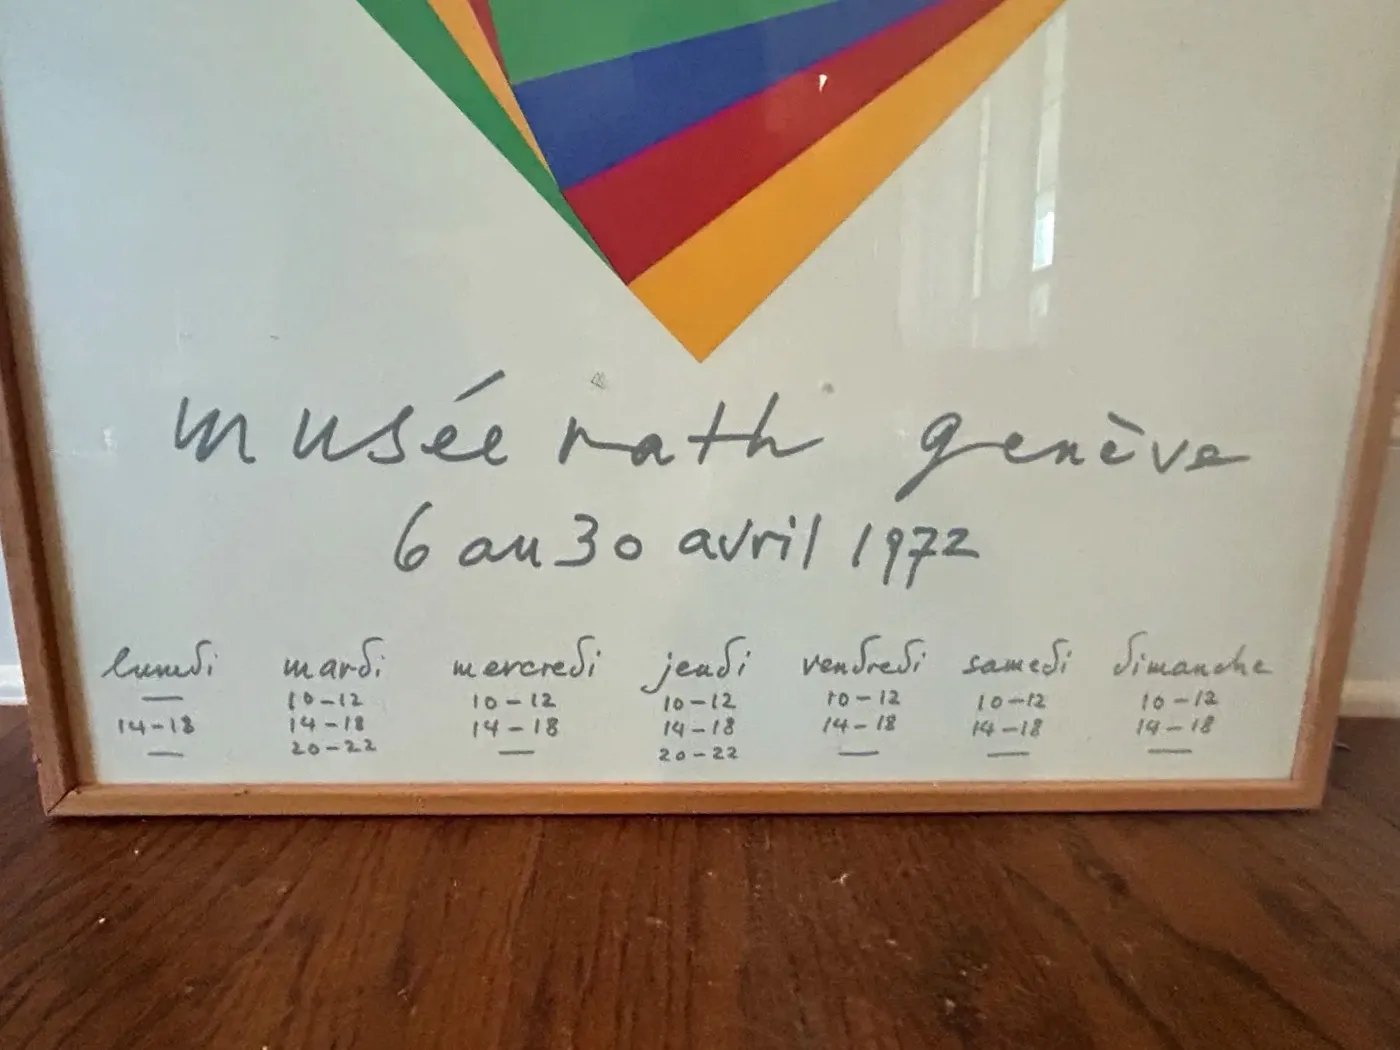 musée rath genève
6 au 30 avril 1972
lundi mardi mercredi jeudi vendredi samedi dimanche
— 10-12 10-12 10-12 10-12 10-12 10-12
14-18 14-18 14-18 14-18 14-18 14-18 14-18
— 20-22 — 20-22 — — —